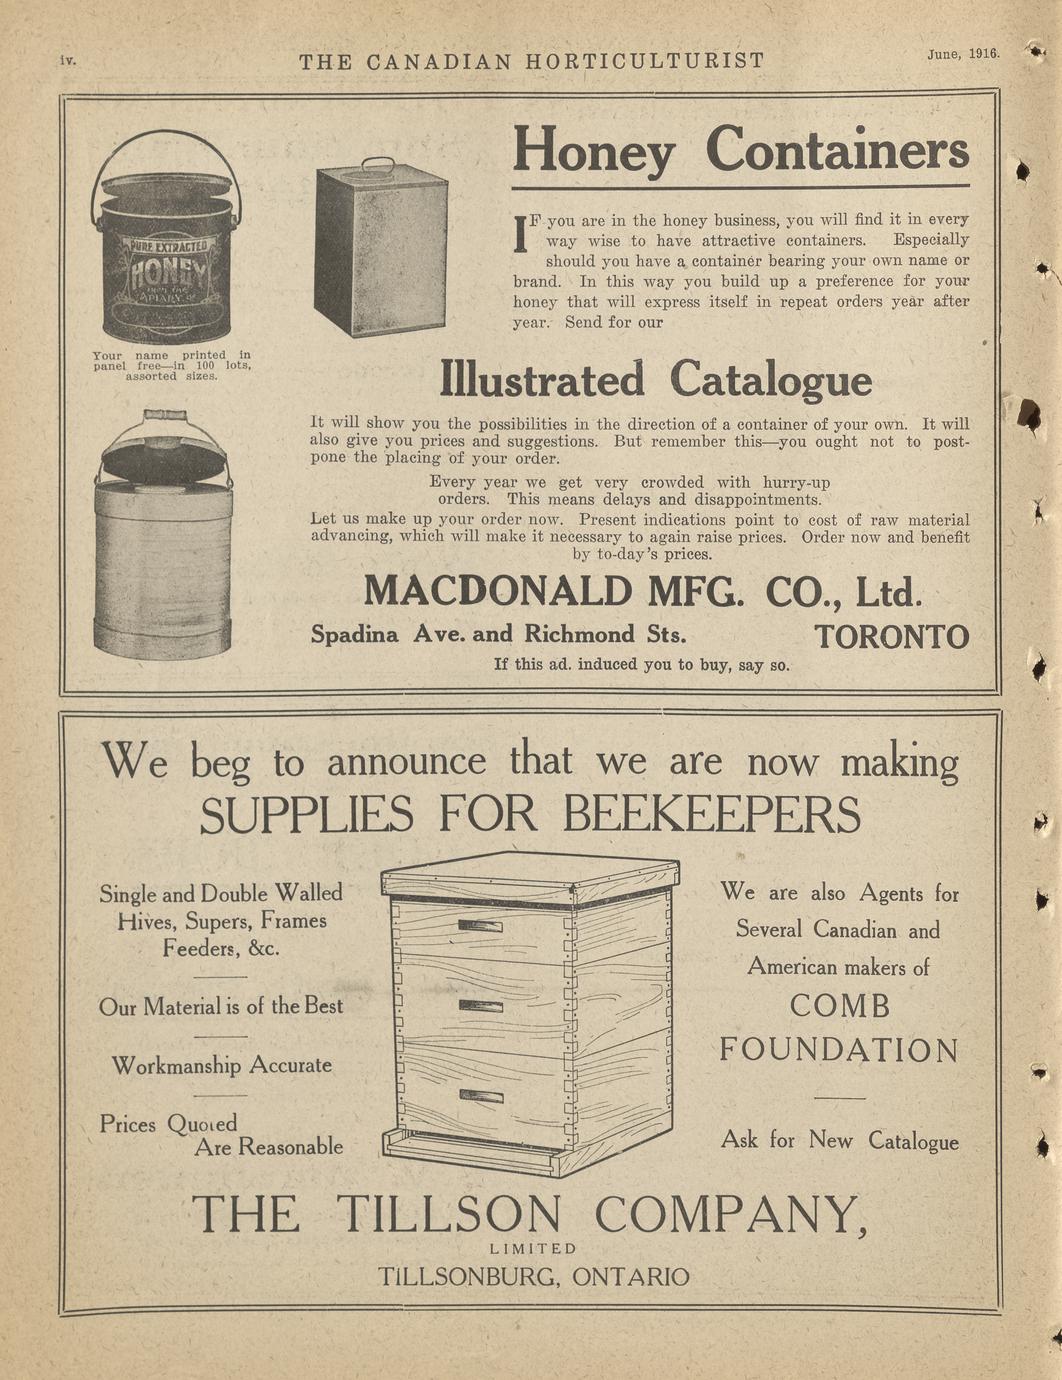 iv.
THE CANADIAN HORTICULTURIST
June, 1916.
Honey Containers
IF you are in the honey business, you will find it in every
way wise to have attractive containers. Especially
should you have a container bearing your own name or
brand. In this way you build up a preference for your
honey that will express itself in repeat orders year after
year. Send for our
PURE EXTRACTED
HONEY
FROM THE
APIARY OF
Your name printed in
panel free—in 100 lots,
assorted sizes.
Illustrated Catalogue
It will show you the possibilities in the direction of a container of your own. It will
also give you prices and suggestions. But remember this—you ought not to post-
pone the placing of your order.
Every year we get very crowded with hurry-up
orders. This means delays and disappointments.
Let us make up your order now. Present indications point to cost of raw material
advancing, which will make it necessary to again raise prices. Order now and benefit
by to-day's prices.
MACDONALD MFG. CO., Ltd.
Spadina Ave. and Richmond Sts. TORONTO
If this ad. induced you to buy, say so.
We beg to announce that we are now making
SUPPLIES FOR BEEKEEPERS
Single and Double Walled
Hives, Supers, Frames
Feeders, &c.
Our Material is of the Best
Workmanship Accurate
Prices Quoted
Are Reasonable
We are also Agents for
Several Canadian and
American makers of
COMB
FOUNDATION
Ask for New Catalogue
THE TILLSON COMPANY,
LIMITED
TILLSONBURG, ONTARIO